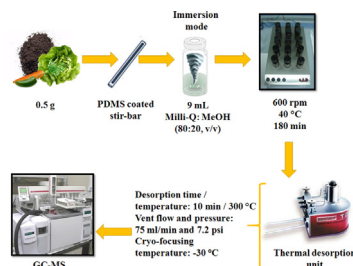 Immersion
mode
0.5 g
PDMS coated
stir-bar
9 mL
Milli-Q: MeOH
(80:20, v/v)
600 rpm
40 °C
180 min
Desorption time /
temperature: 10 min / 300 °C
Vent flow and pressure:
75 ml/min and 7.2 psi
Cryo-focusing
temperature: -30 °C
Thermal desorption
unit
GC-MS